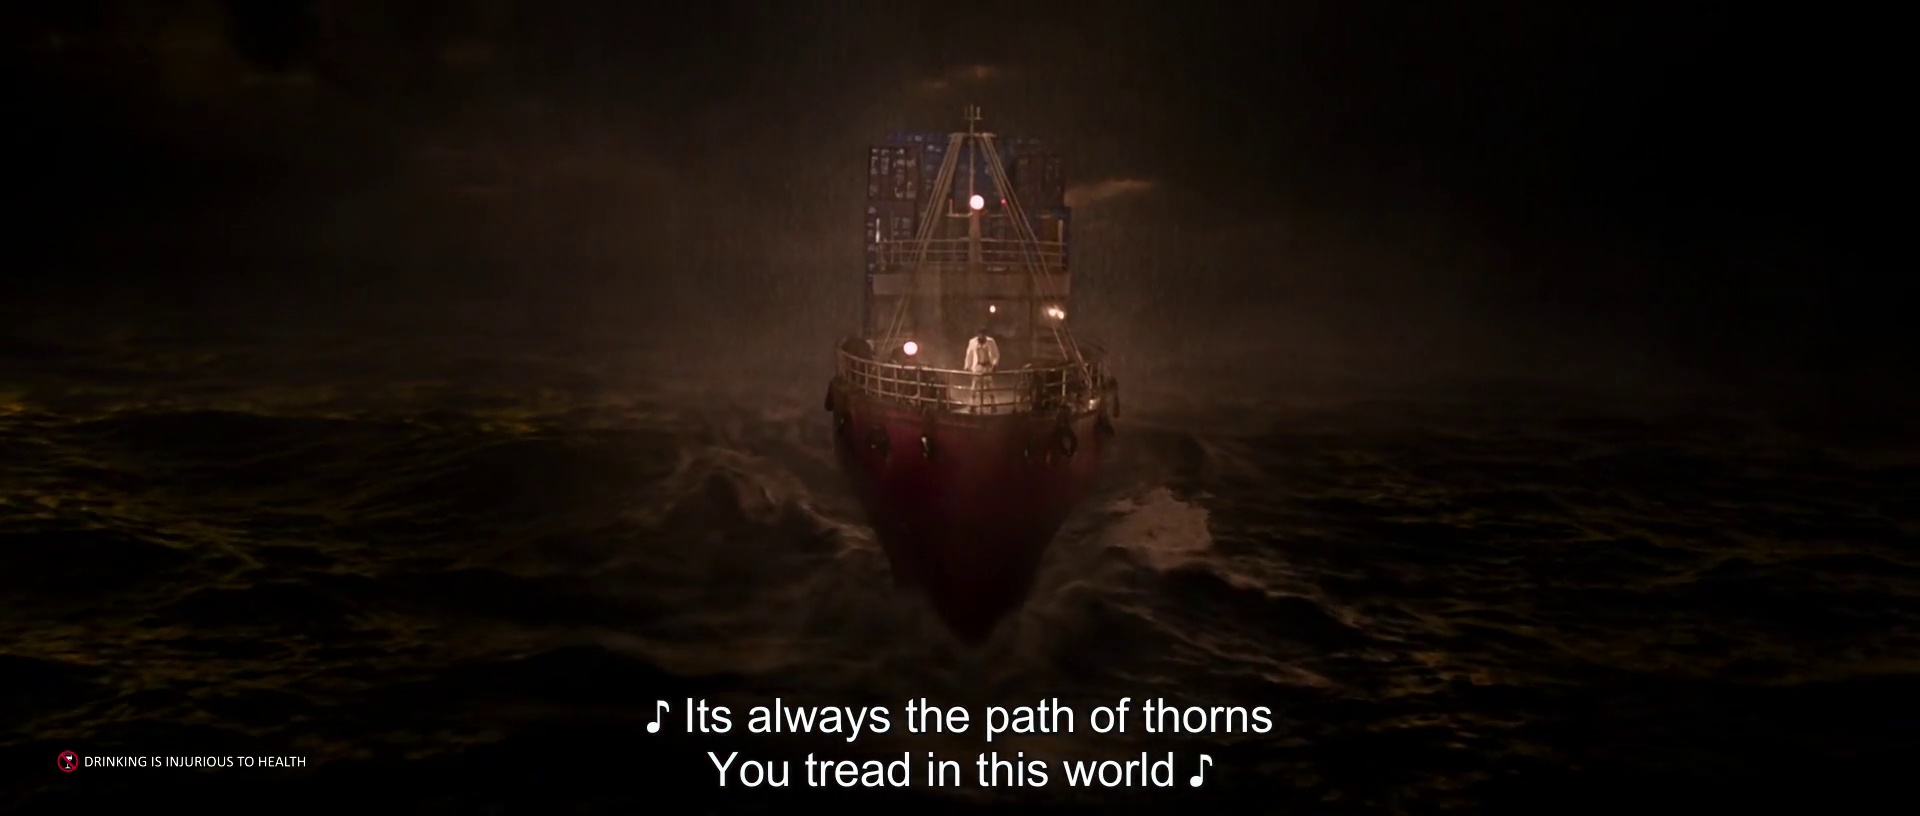 ♪ Its always the path of thorns
You tread in this world ♪
DRINKING IS INJURIOUS TO HEALTH